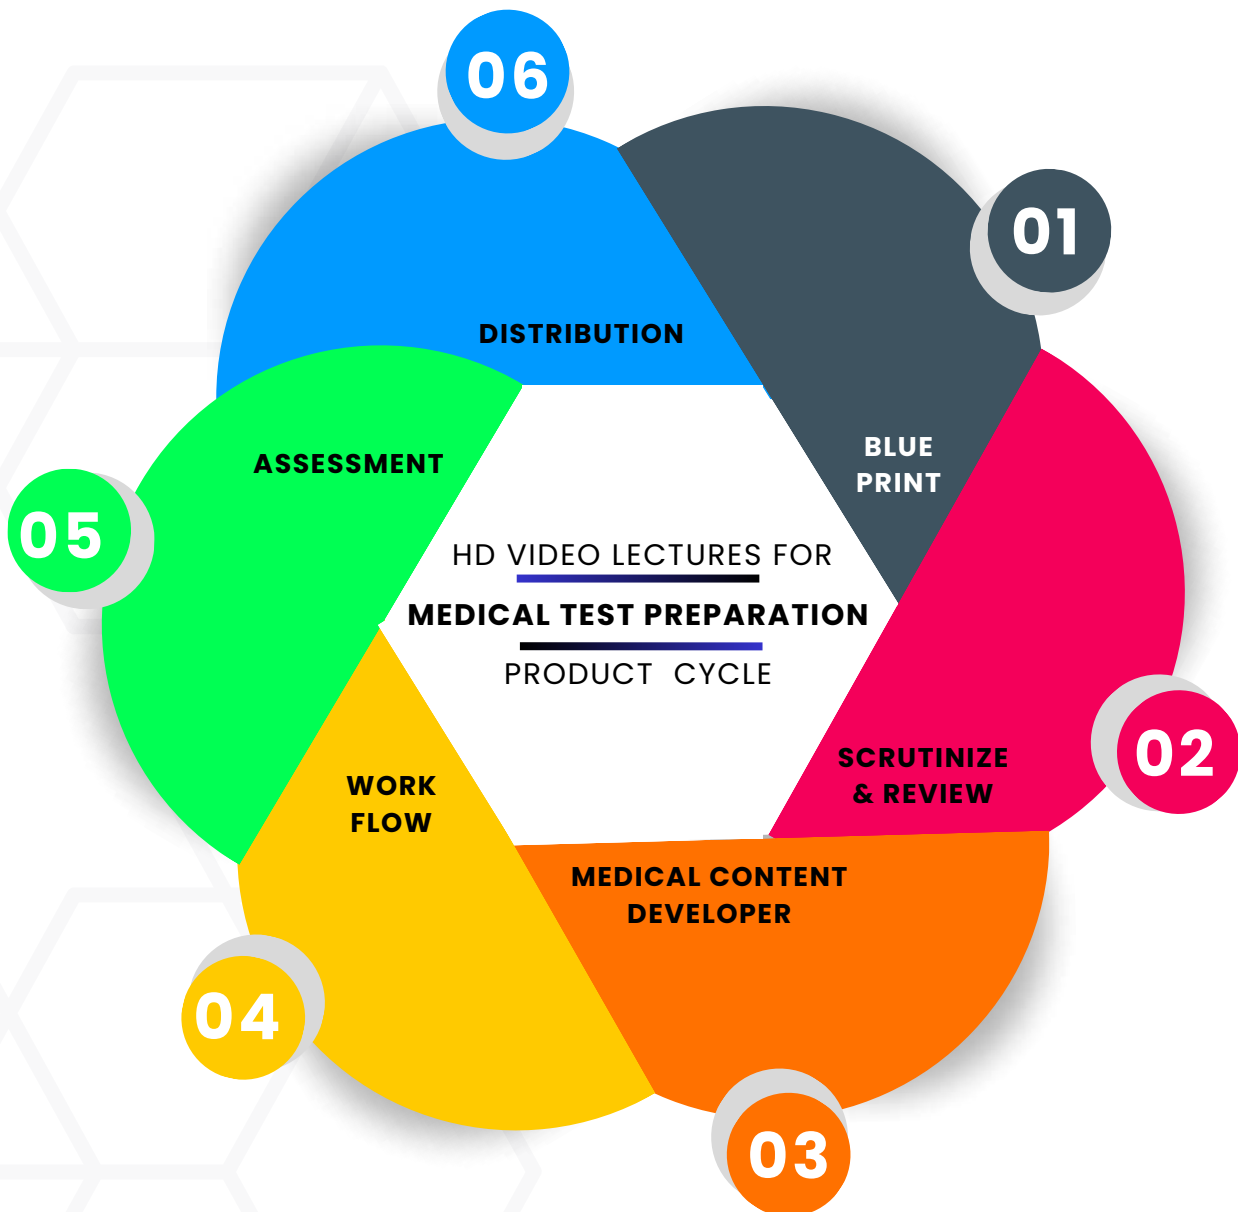 06
01
DISTRIBUTION
BLUE
PRINT
ASSESSMENT
05
HD VIDEO LECTURES FOR
MEDICAL TEST PREPARATION
PRODUCT CYCLE
02
SCRUTINIZE
& REVIEW
WORK
FLOW
MEDICAL CONTENT
DEVELOPER
04
03